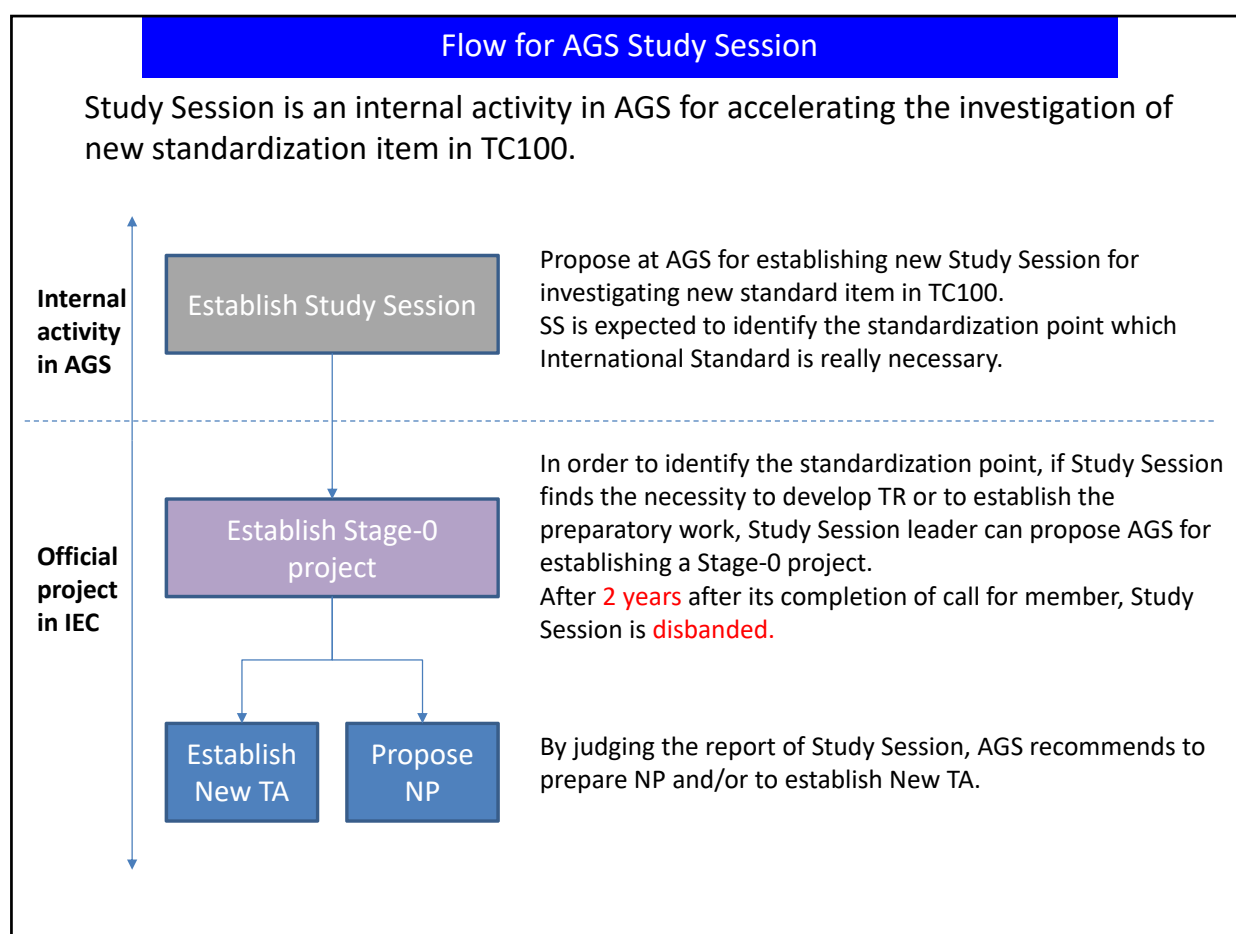 Flow for AGS Study Session
Study Session is an internal activity in AGS for accelerating the investigation of
new standardization item in TC100.
Internal
activity
in AGS
Establish Study Session
Propose at AGS for establishing new Study Session for
investigating new standard item in TC100.
SS is expected to identify the standardization point which
International Standard is really necessary.
Official
project
in IEC
Establish Stage-0
project
In order to identify the standardization point, if Study Session
finds the necessity to develop TR or to establish the
preparatory work, Study Session leader can propose AGS for
establishing a Stage-0 project.
After 2 years after its completion of call for member, Study
Session is disbanded.
Establish
New TA
Propose
NP
By judging the report of Study Session, AGS recommends to
prepare NP and/or to establish New TA.